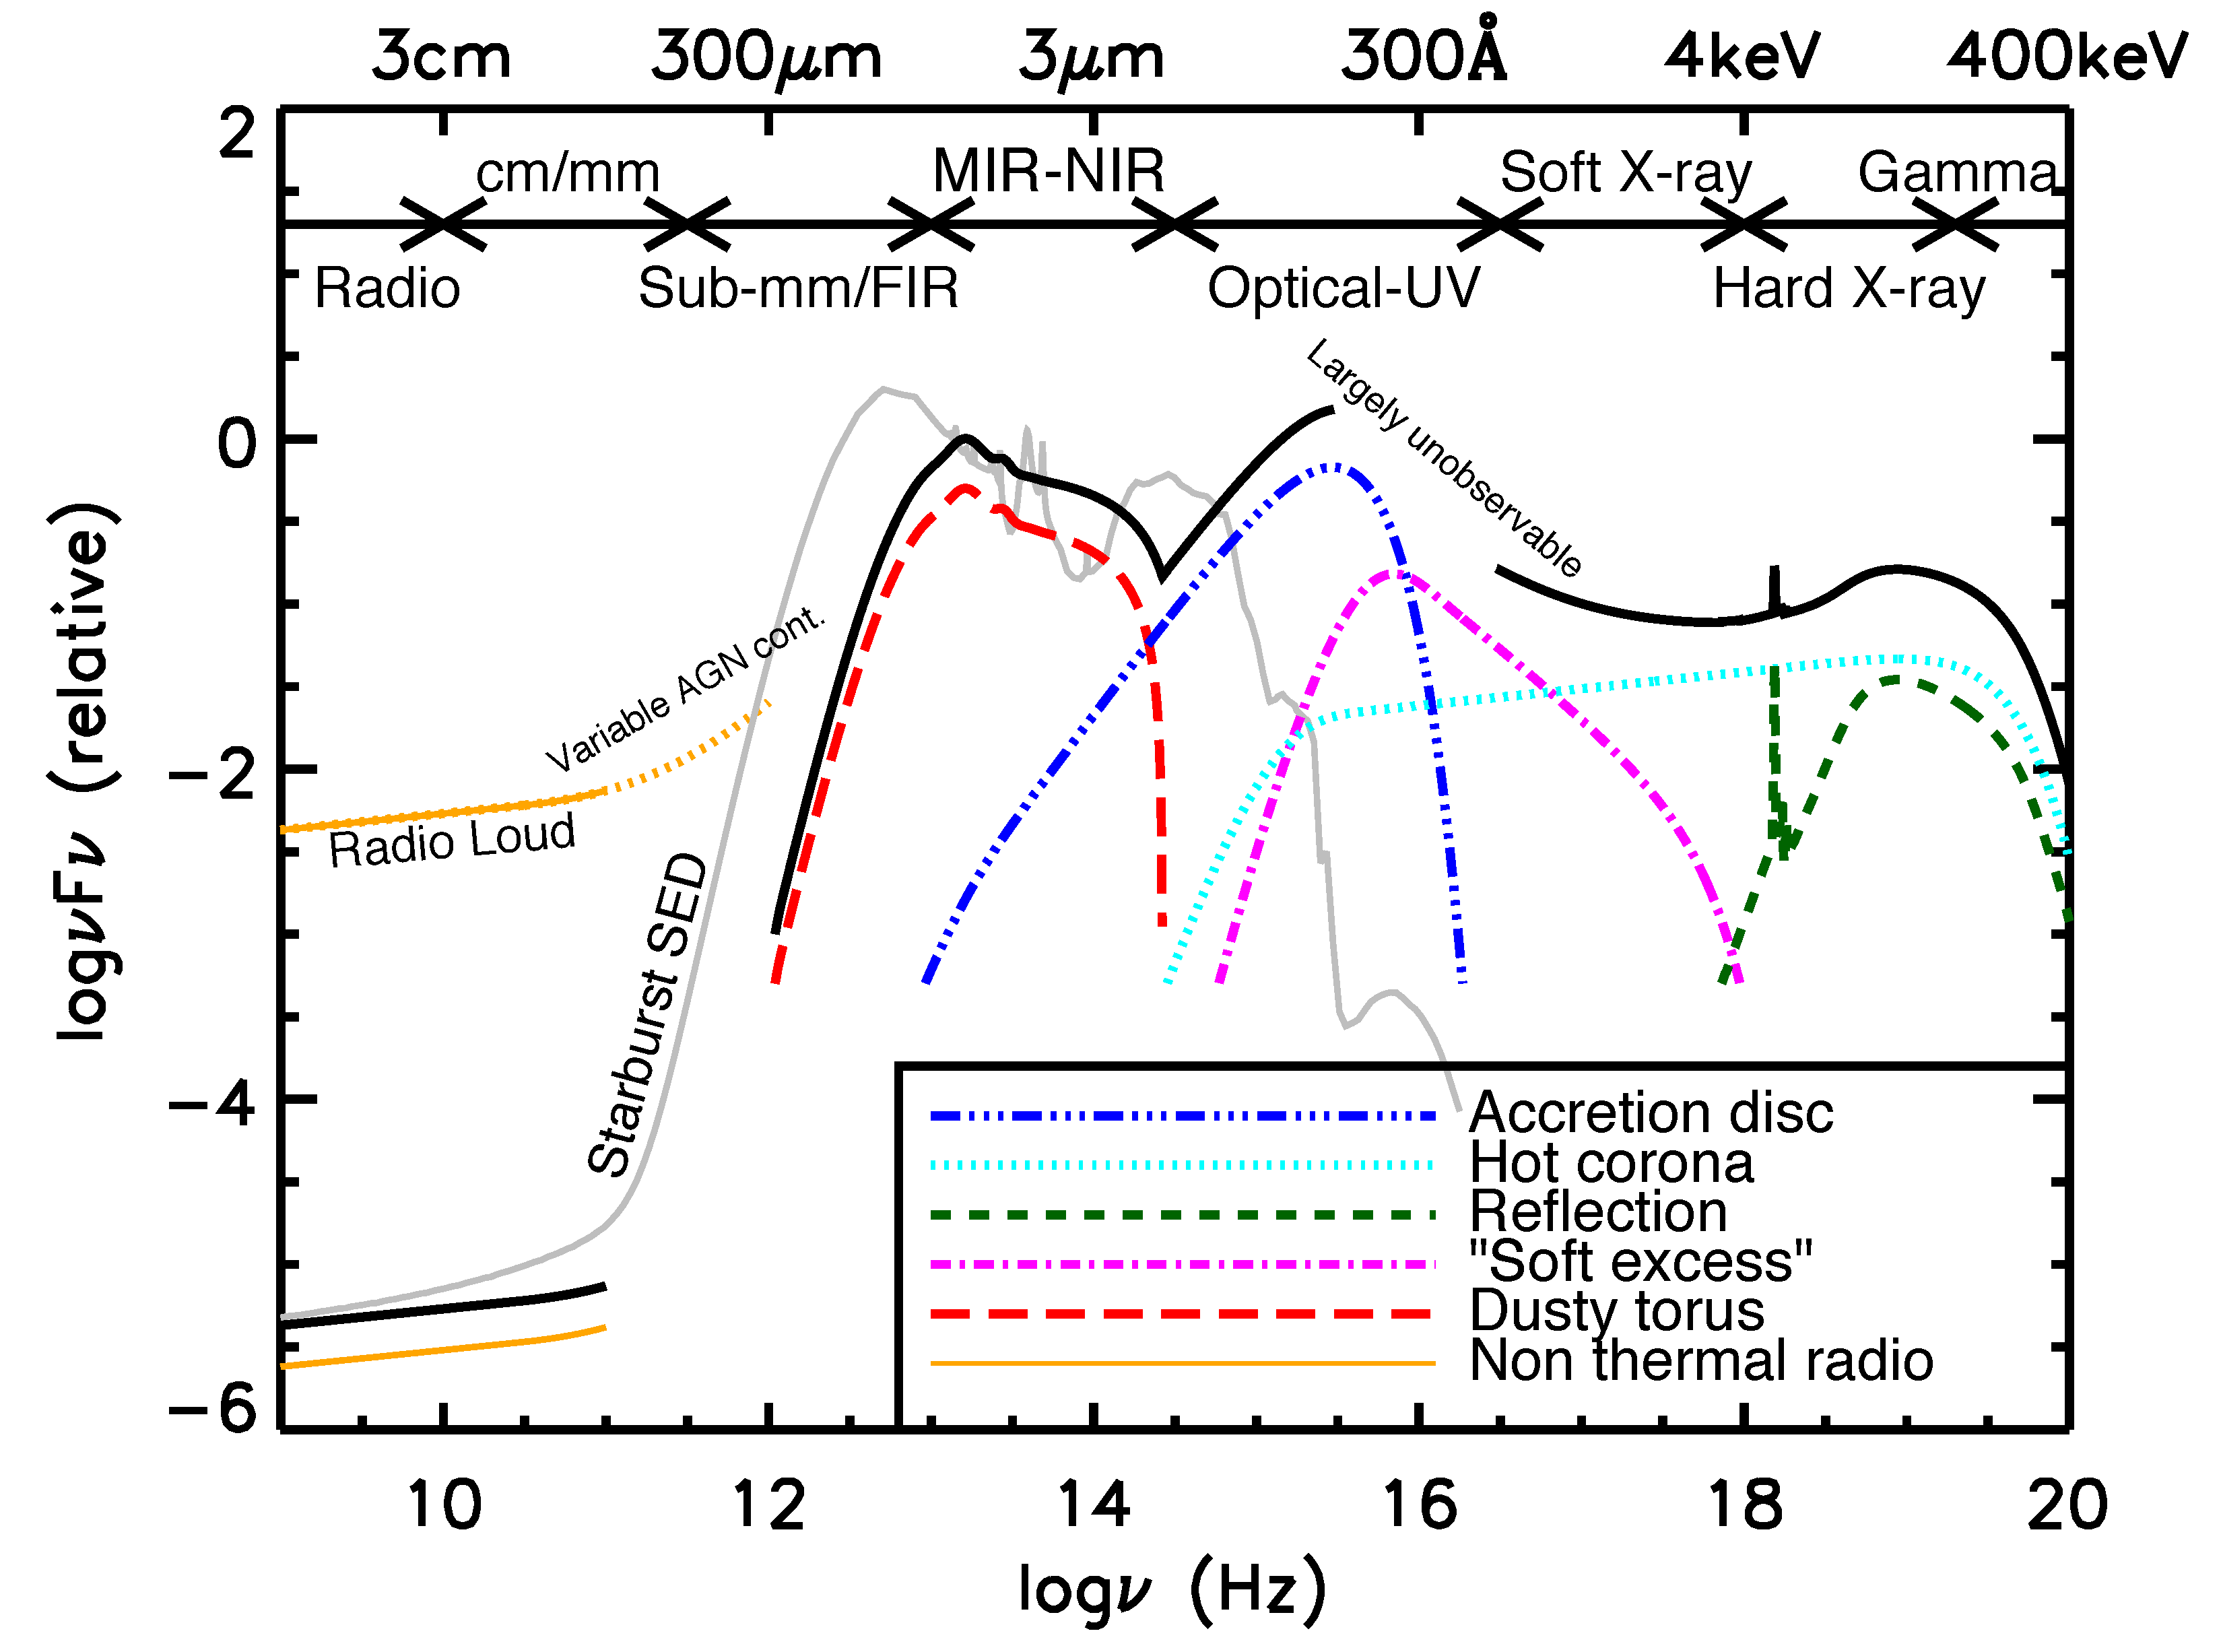 3cm 300μm 3μm 300Å 4keV 400keV
2
cm/mm MIR-NIR Soft X-ray Gamma
Radio Sub-mm/FIR Optical-UV Hard X-ray
Largely unobservable
0
Variable AGN cont.
−2
Radio Loud
Starburst SED
−4
−6
logνFν (relative)
Accretion disc
Hot corona
Reflection
"Soft excess"
Dusty torus
Non thermal radio
10 12 14 16 18 20
logν (Hz)